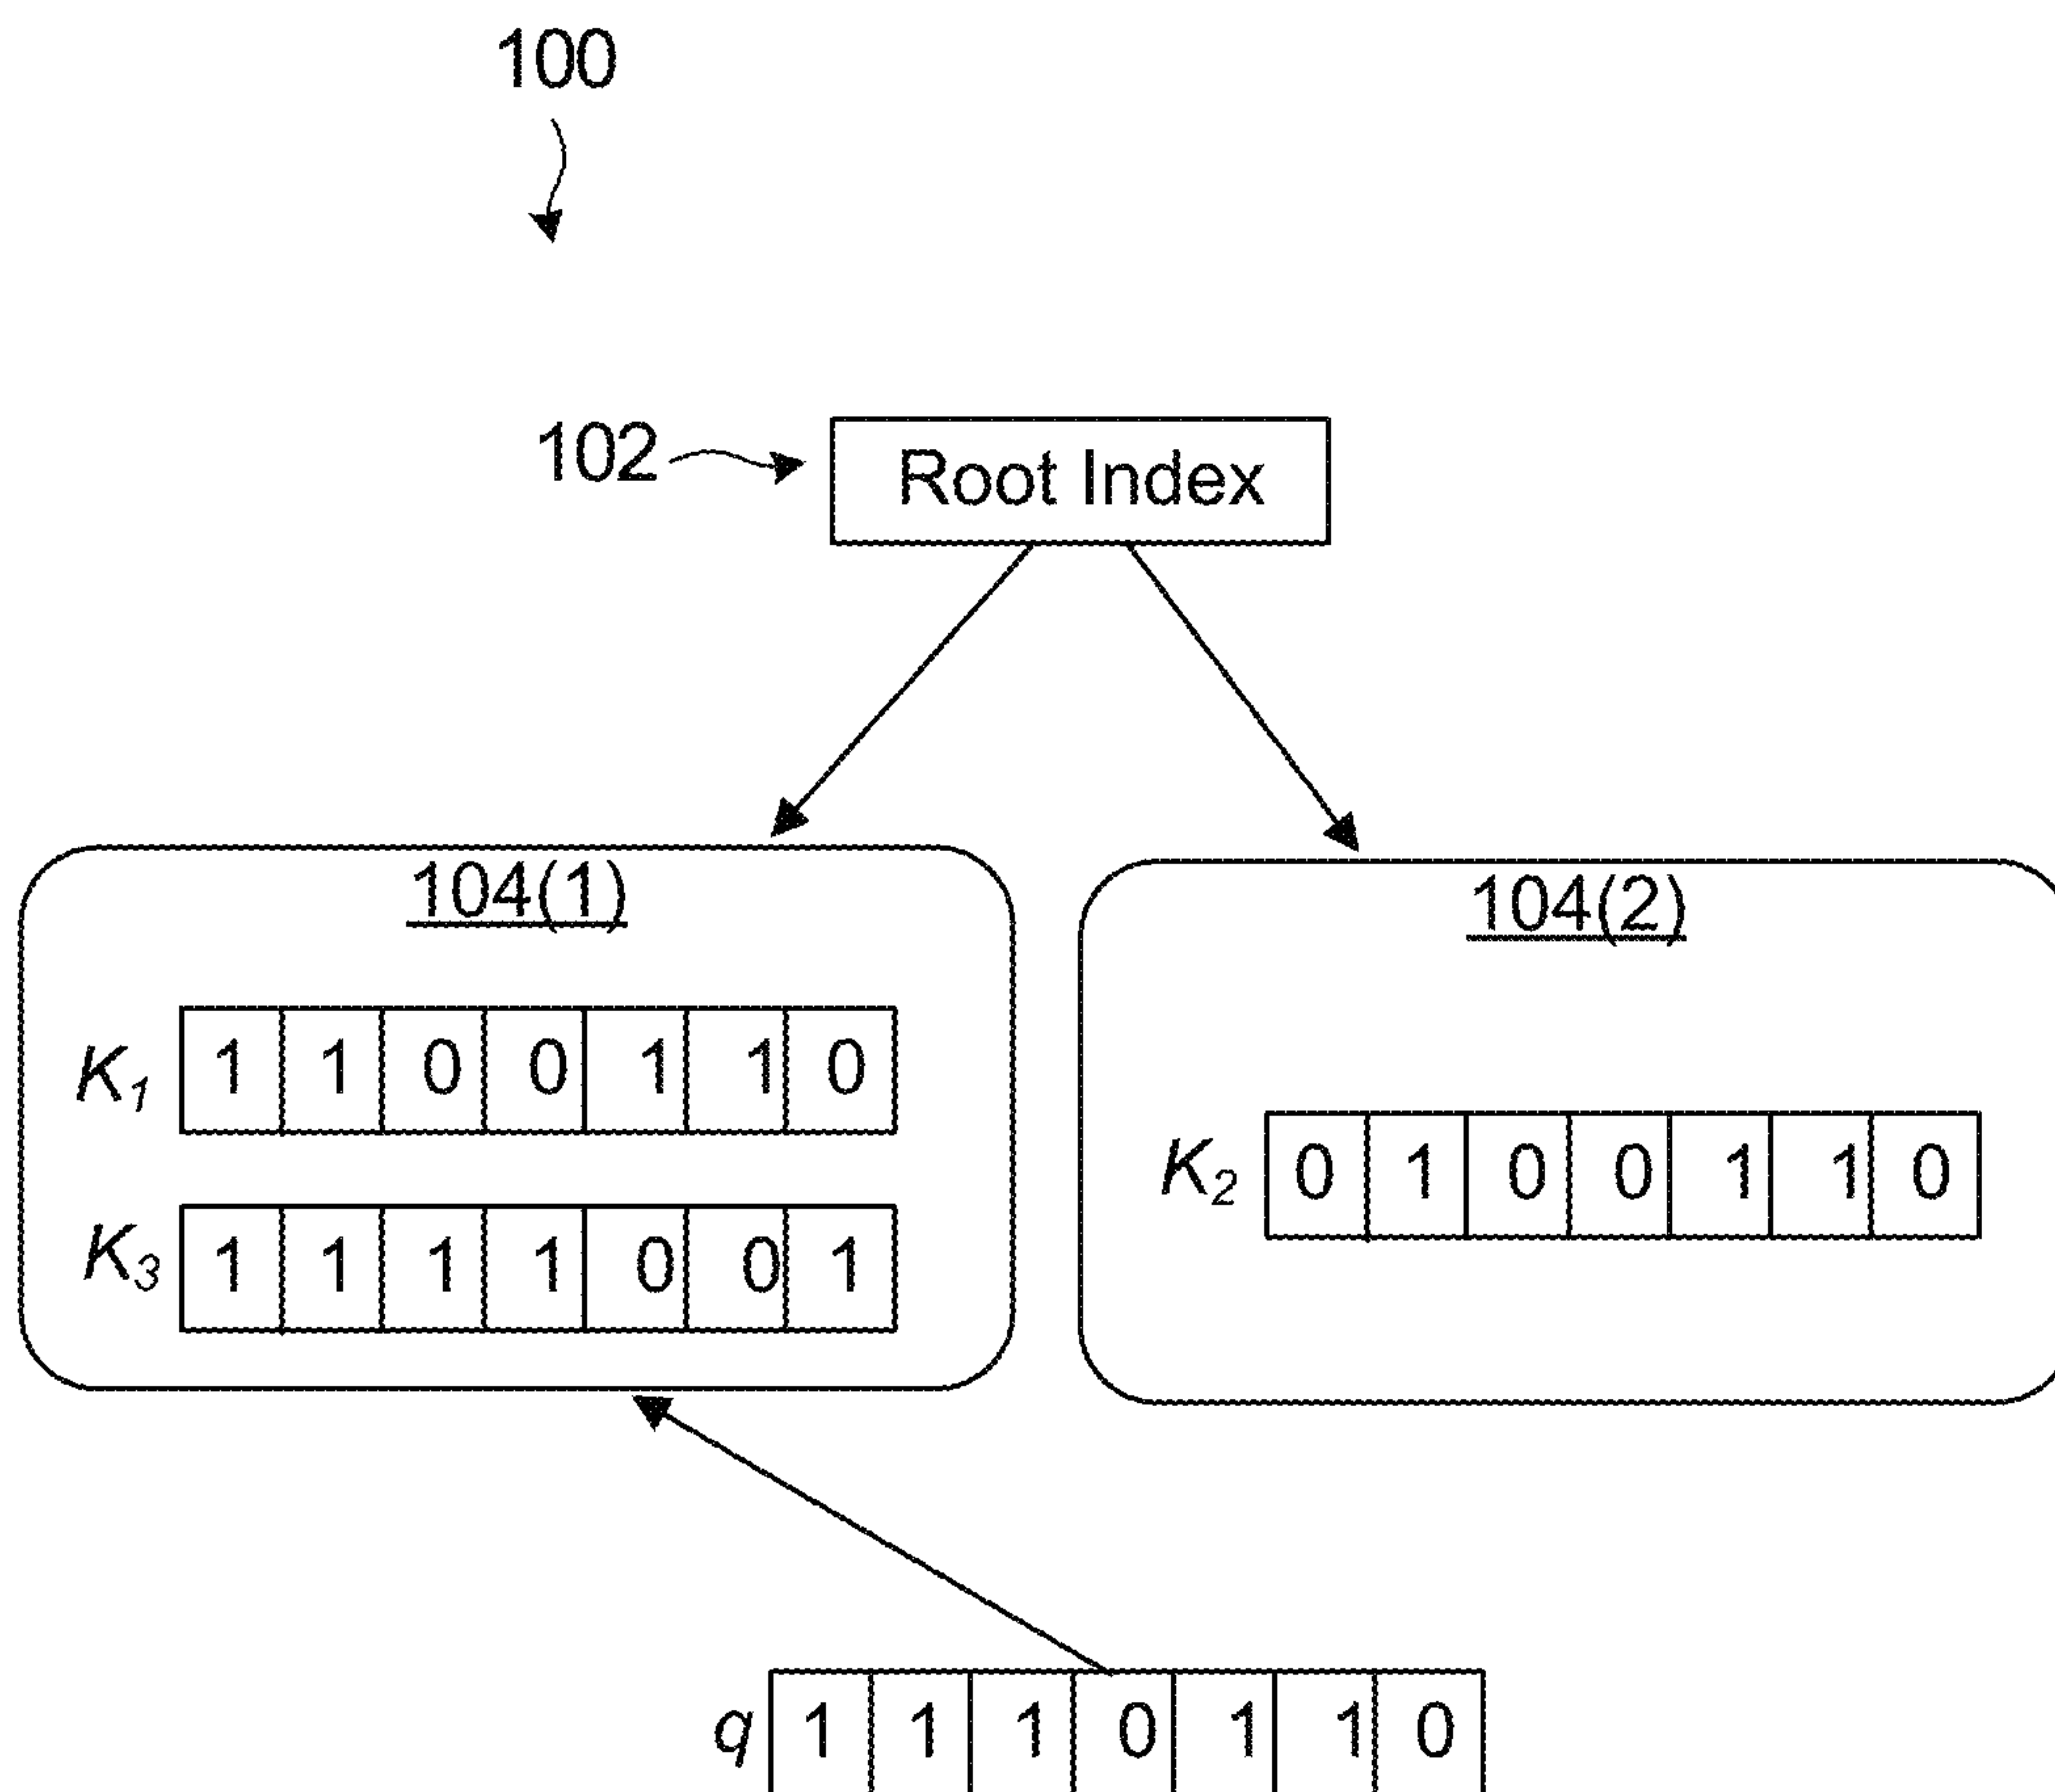 100
102
Root Index
104(1)
104(2)
K1 1 1 0 0 1 1 0
K2 0 1 0 0 1 1 0
K3 1 1 1 1 0 0 1
q 1 1 1 0 1 1 0